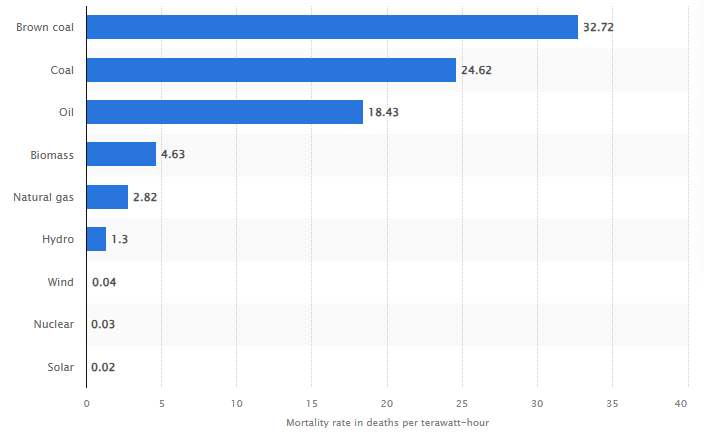 Brown coal 32.72
Coal 24.62
Oil 18.43
Biomass 4.63
Natural gas 2.82
Hydro 1.3
Wind 0.04
Nuclear 0.03
Solar 0.02
0 5 10 15 20 25 30 35 40
Mortality rate in deaths per terawatt-hour